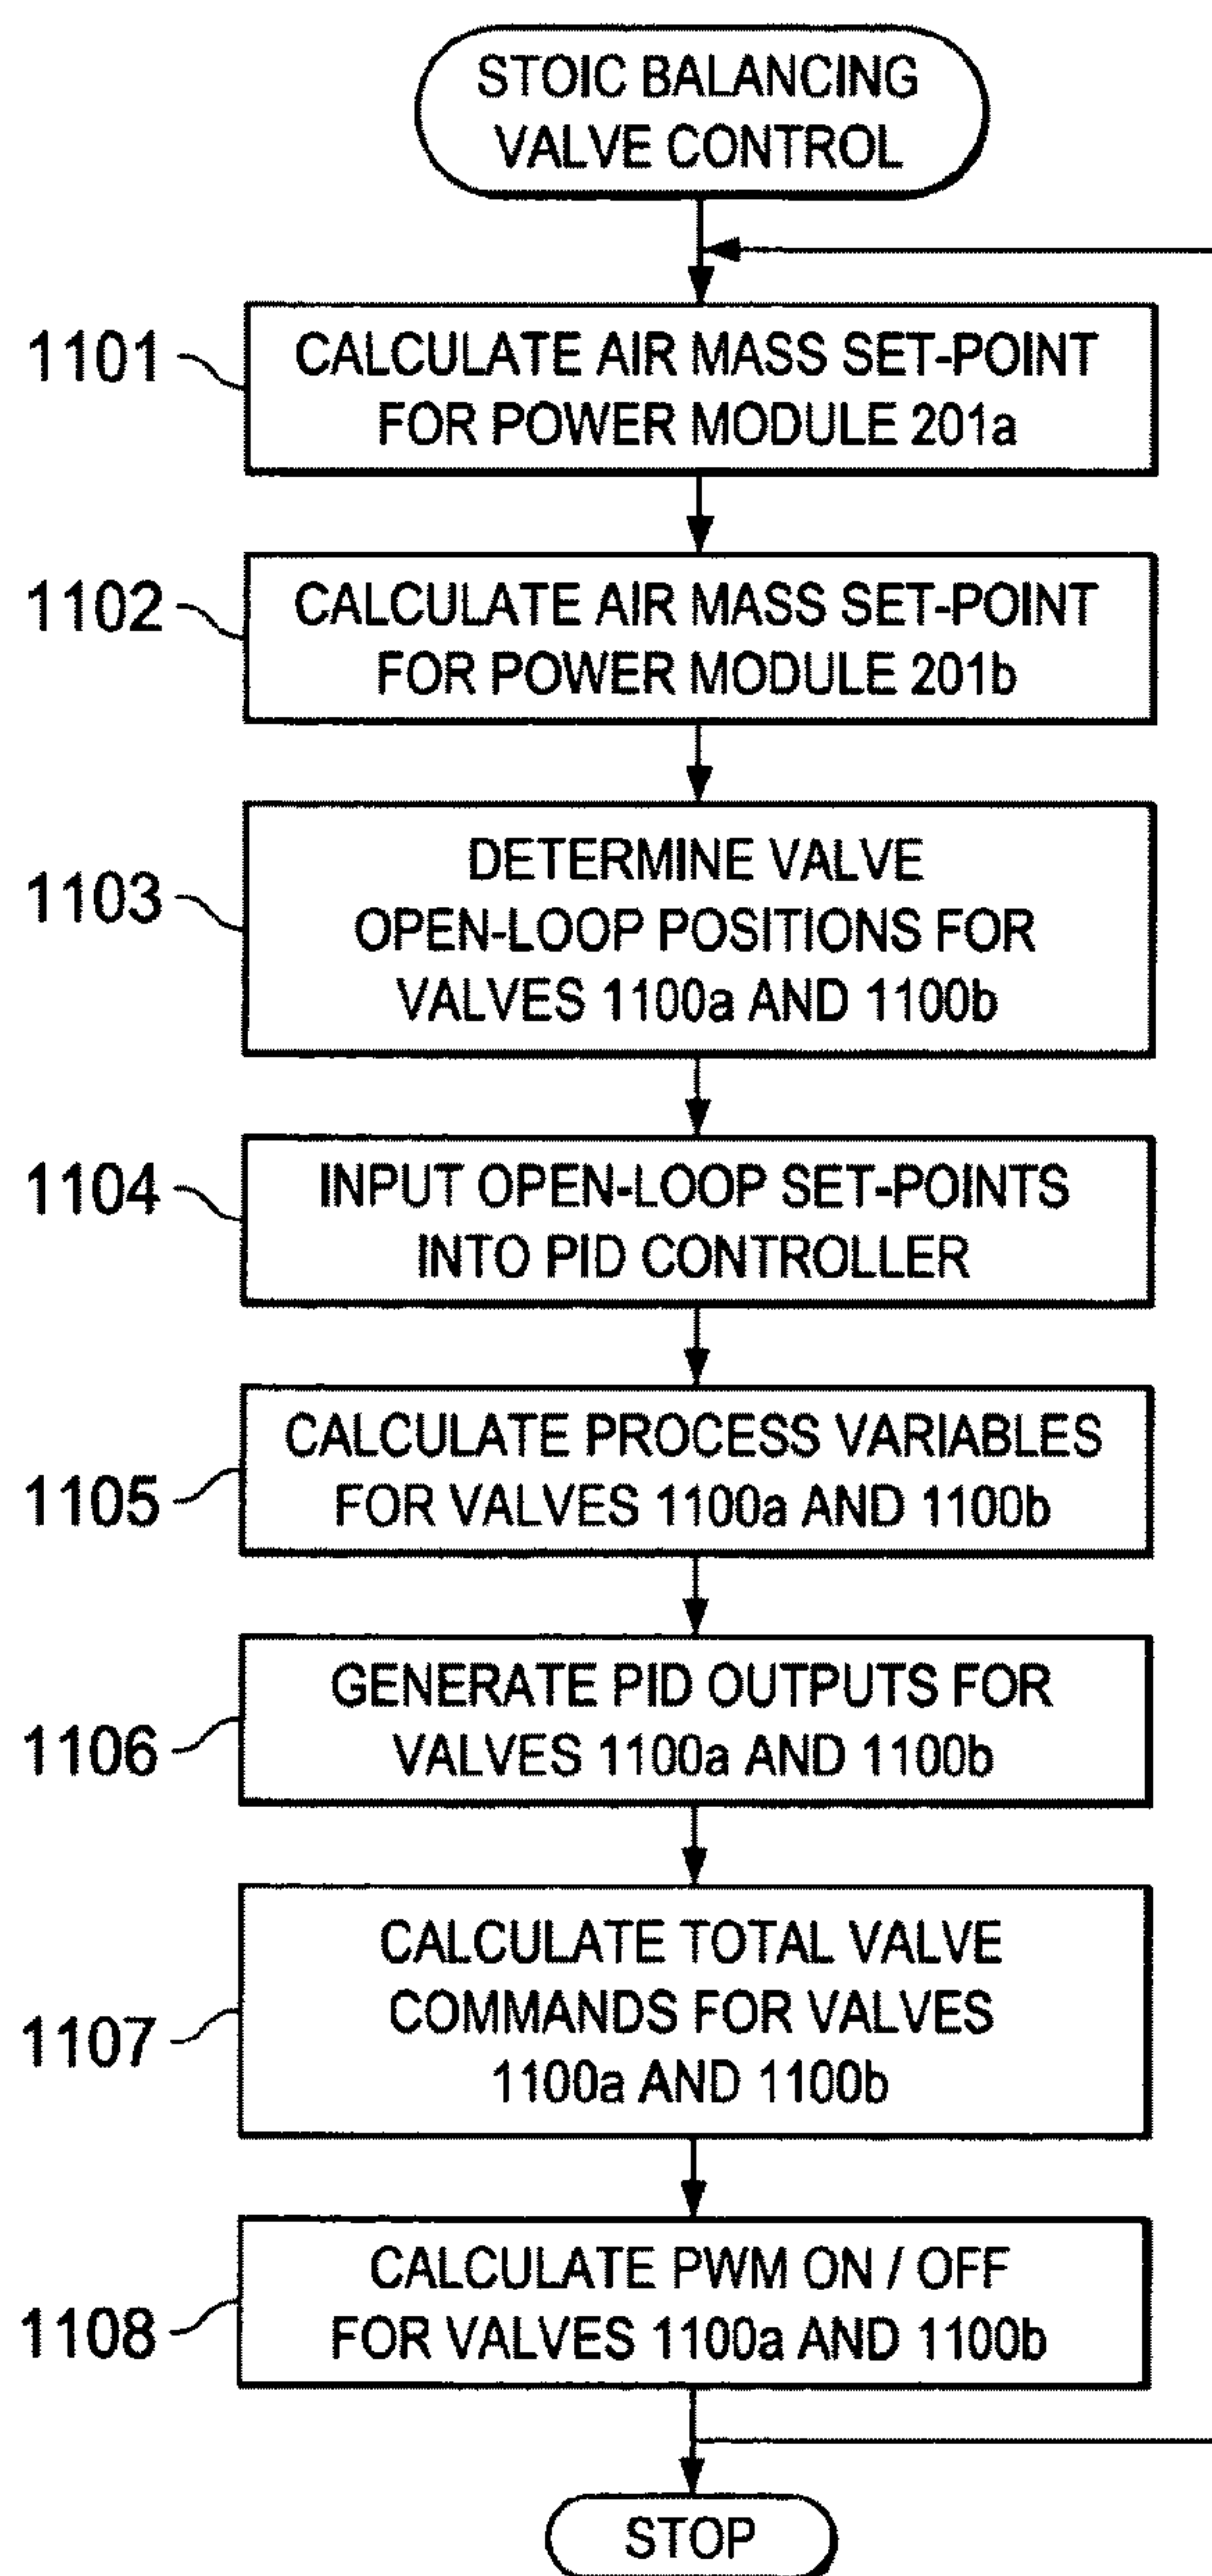 STOIC BALANCING
VALVE CONTROL
1101
CALCULATE AIR MASS SET-POINT
FOR POWER MODULE 201a
1102
CALCULATE AIR MASS SET-POINT
FOR POWER MODULE 201b
1103
DETERMINE VALVE
OPEN-LOOP POSITIONS FOR
VALVES 1100a AND 1100b
1104
INPUT OPEN-LOOP SET-POINTS
INTO PID CONTROLLER
1105
CALCULATE PROCESS VARIABLES
FOR VALVES 1100a AND 1100b
1106
GENERATE PID OUTPUTS FOR
VALVES 1100a AND 1100b
1107
CALCULATE TOTAL VALVE
COMMANDS FOR VALVES
1100a AND 1100b
1108
CALCULATE PWM ON / OFF
FOR VALVES 1100a AND 1100b
STOP